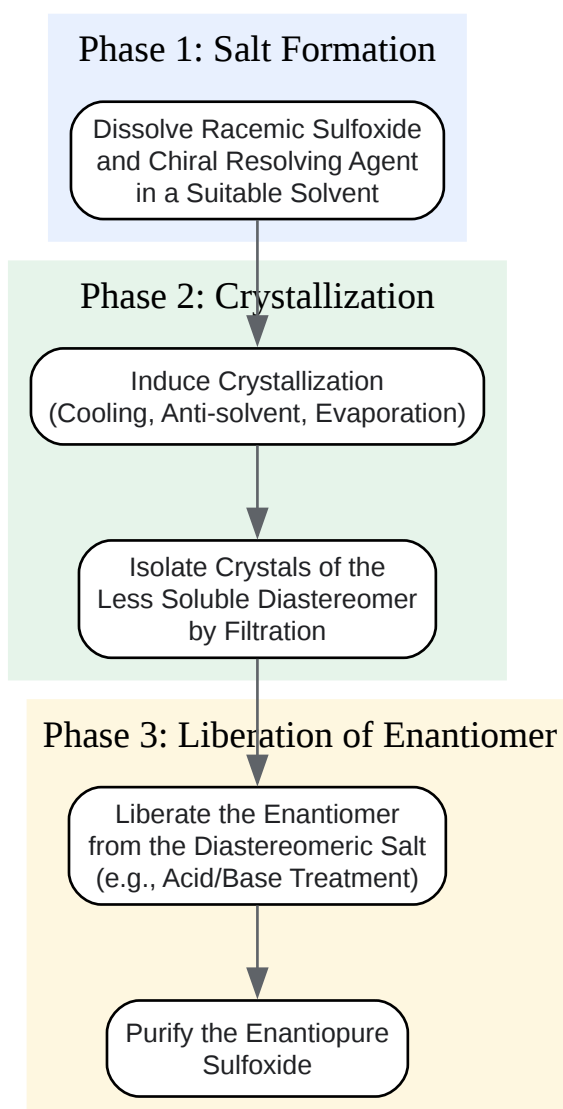 Phase 1: Salt Formation
Dissolve Racemic Sulfoxide
and Chiral Resolving Agent
in a Suitable Solvent
Phase 2: Crystallization
Induce Crystallization
(Cooling, Anti-solvent, Evaporation)
Isolate Crystals of the
Less Soluble Diastereomer
by Filtration
Phase 3: Liberation of Enantiomer
Liberate the Enantiomer
from the Diastereomeric Salt
(e.g., Acid/Base Treatment)
Purify the Enantiopure
Sulfoxide